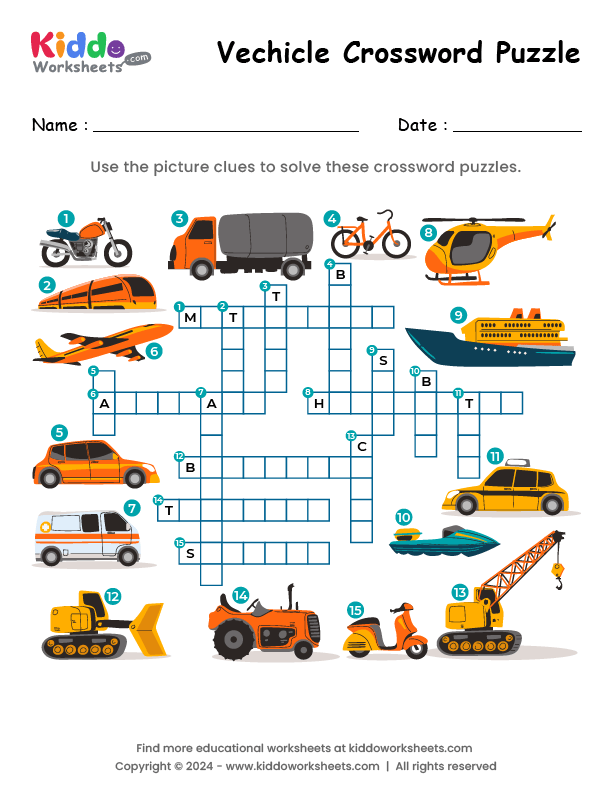 Kiddo
Worksheets.com
Vechicle Crossword Puzzle
Name :
Date :
Use the picture clues to solve these crossword puzzles.
1
3
4
8
2
4
B
3
T
9
1
M
2
T
6
9
S
5
10
B
6
A
7
A
8
H
11
T
5
13
C
12
B
11
7
14
T
10
15
S
12
14
15
13
Find more educational worksheets at kiddoworksheets.com
Copyright © 2024 - www.kiddoworksheets.com | All rights reserved